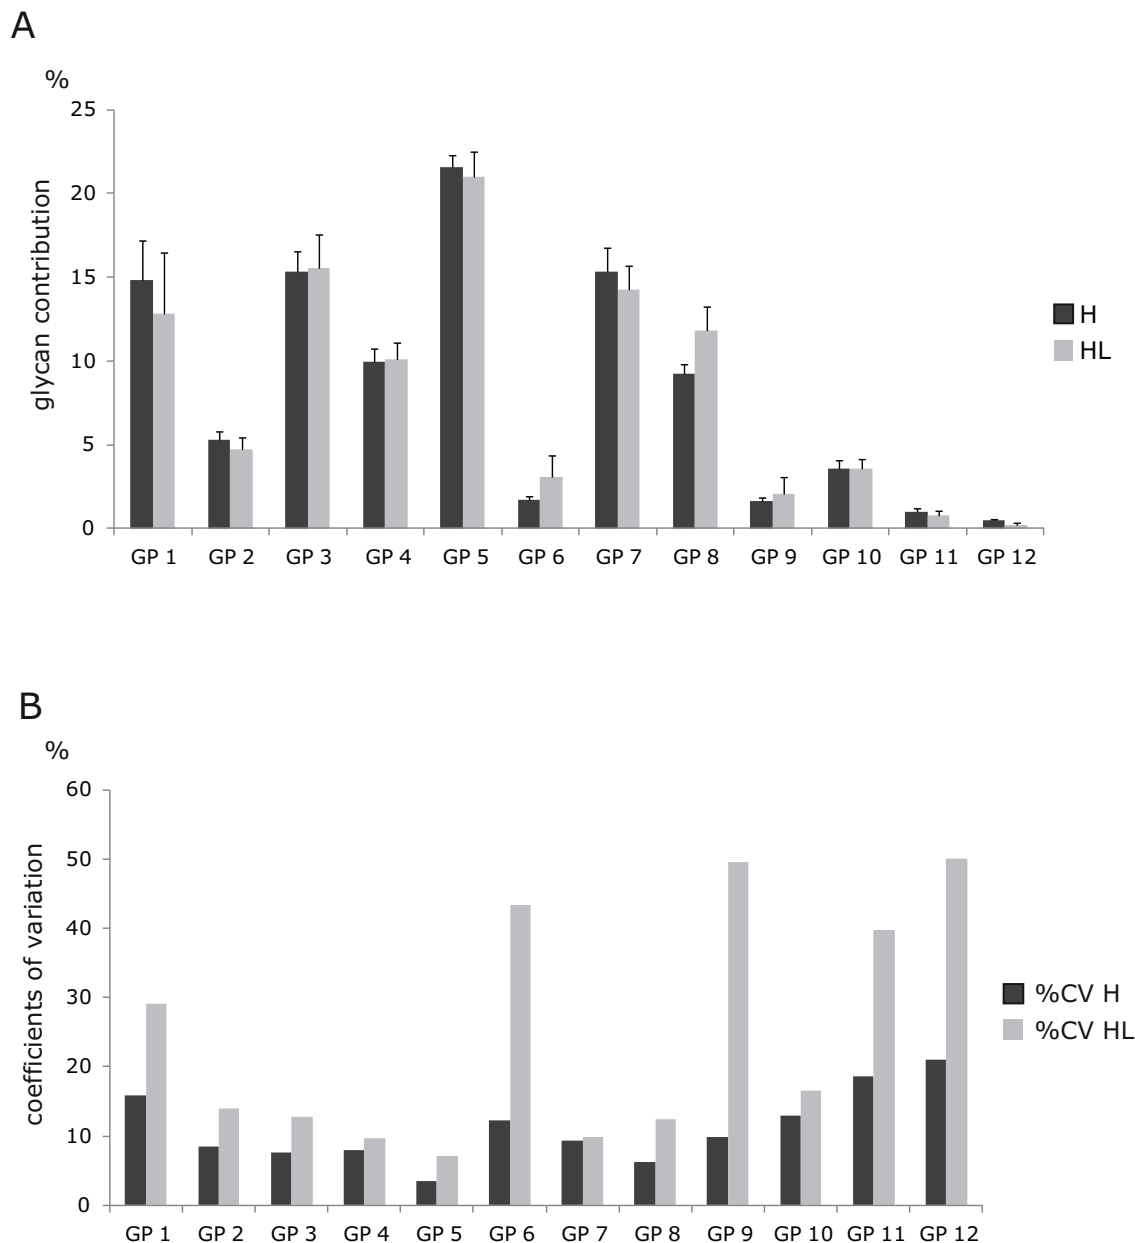 A
%
glycan contribution
25
20
15
10
5
0
GP 1 GP 2 GP 3 GP 4 GP 5 GP 6 GP 7 GP 8 GP 9 GP 10 GP 11 GP 12
H
HL
B
%
coefficients of variation
60
50
40
30
20
10
0
GP 1 GP 2 GP 3 GP 4 GP 5 GP 6 GP 7 GP 8 GP 9 GP 10 GP 11 GP 12
%CV H
%CV HL